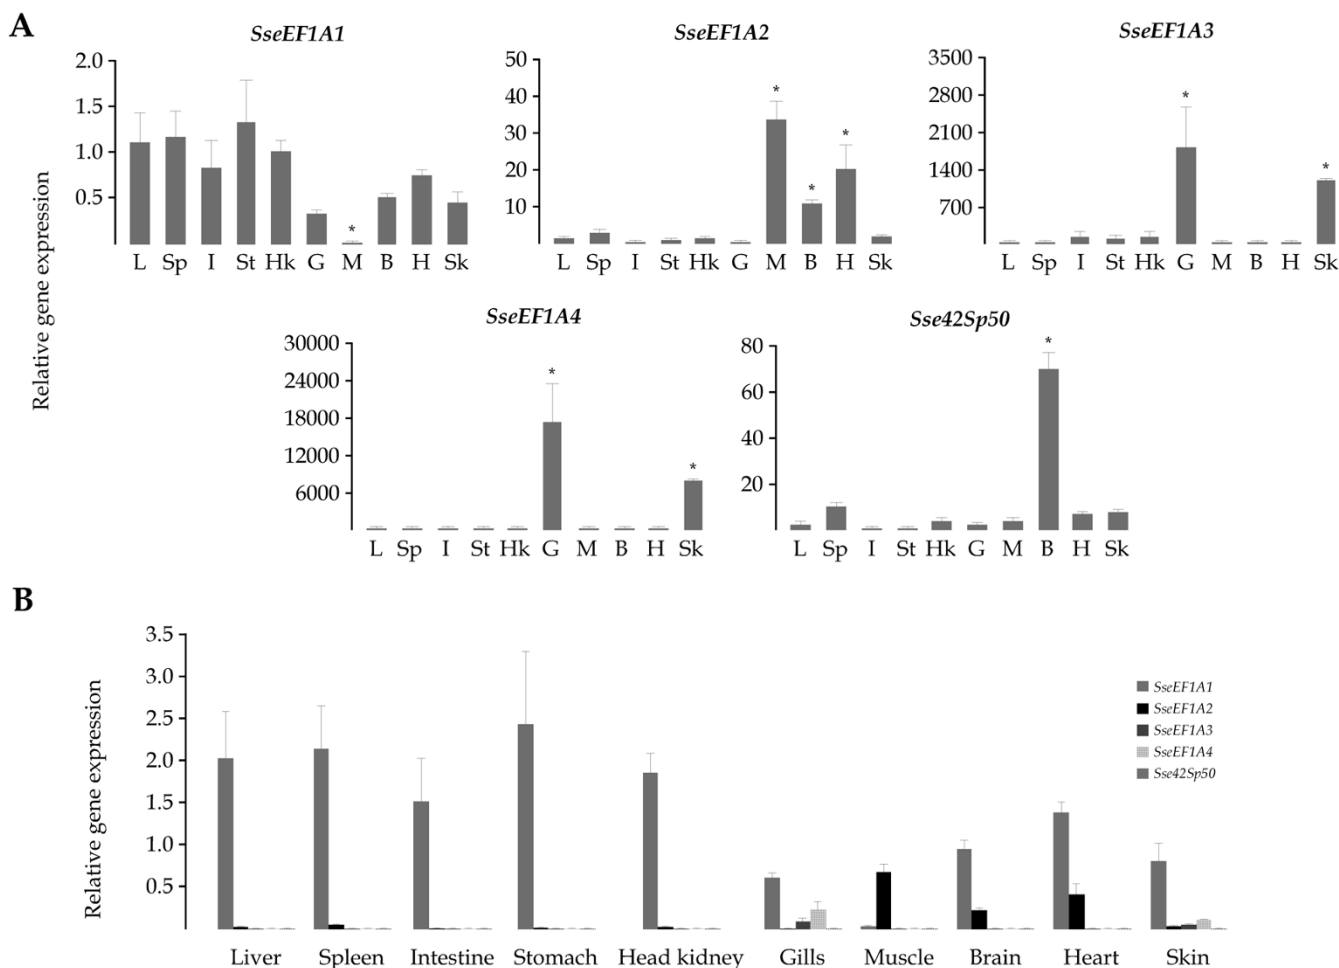 A
SseEF1A1
SseEF1A2
SseEF1A3
Relative gene expression
2.0
1.5
1.0
0.5
L Sp I St Hk G M B H Sk
*
50
40
30
20
10
L Sp I St Hk G M B H Sk
* * *
3500
2800
2100
1400
700
L Sp I St Hk G M B H Sk
* *
SseEF1A4
Sse42Sp50
30000
24000
18000
12000
6000
L Sp I St Hk G M B H Sk
* *
80
60
40
20
L Sp I St Hk G M B H Sk
*
B
Relative gene expression
3.5
3.0
2.5
2.0
1.5
1.0
0.5
SseEF1A1
SseEF1A2
SseEF1A3
SseEF1A4
Sse42Sp50
Liver Spleen Intestine Stomach Head kidney Gills Muscle Brain Heart Skin